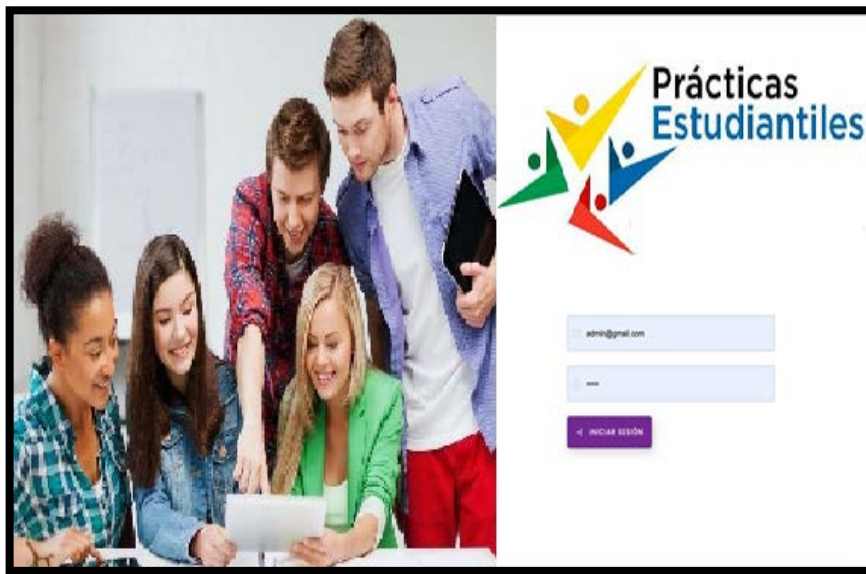 Prácticas
Estudiantiles
admin@gmail.com
•••••
INICIAR SESIÓN